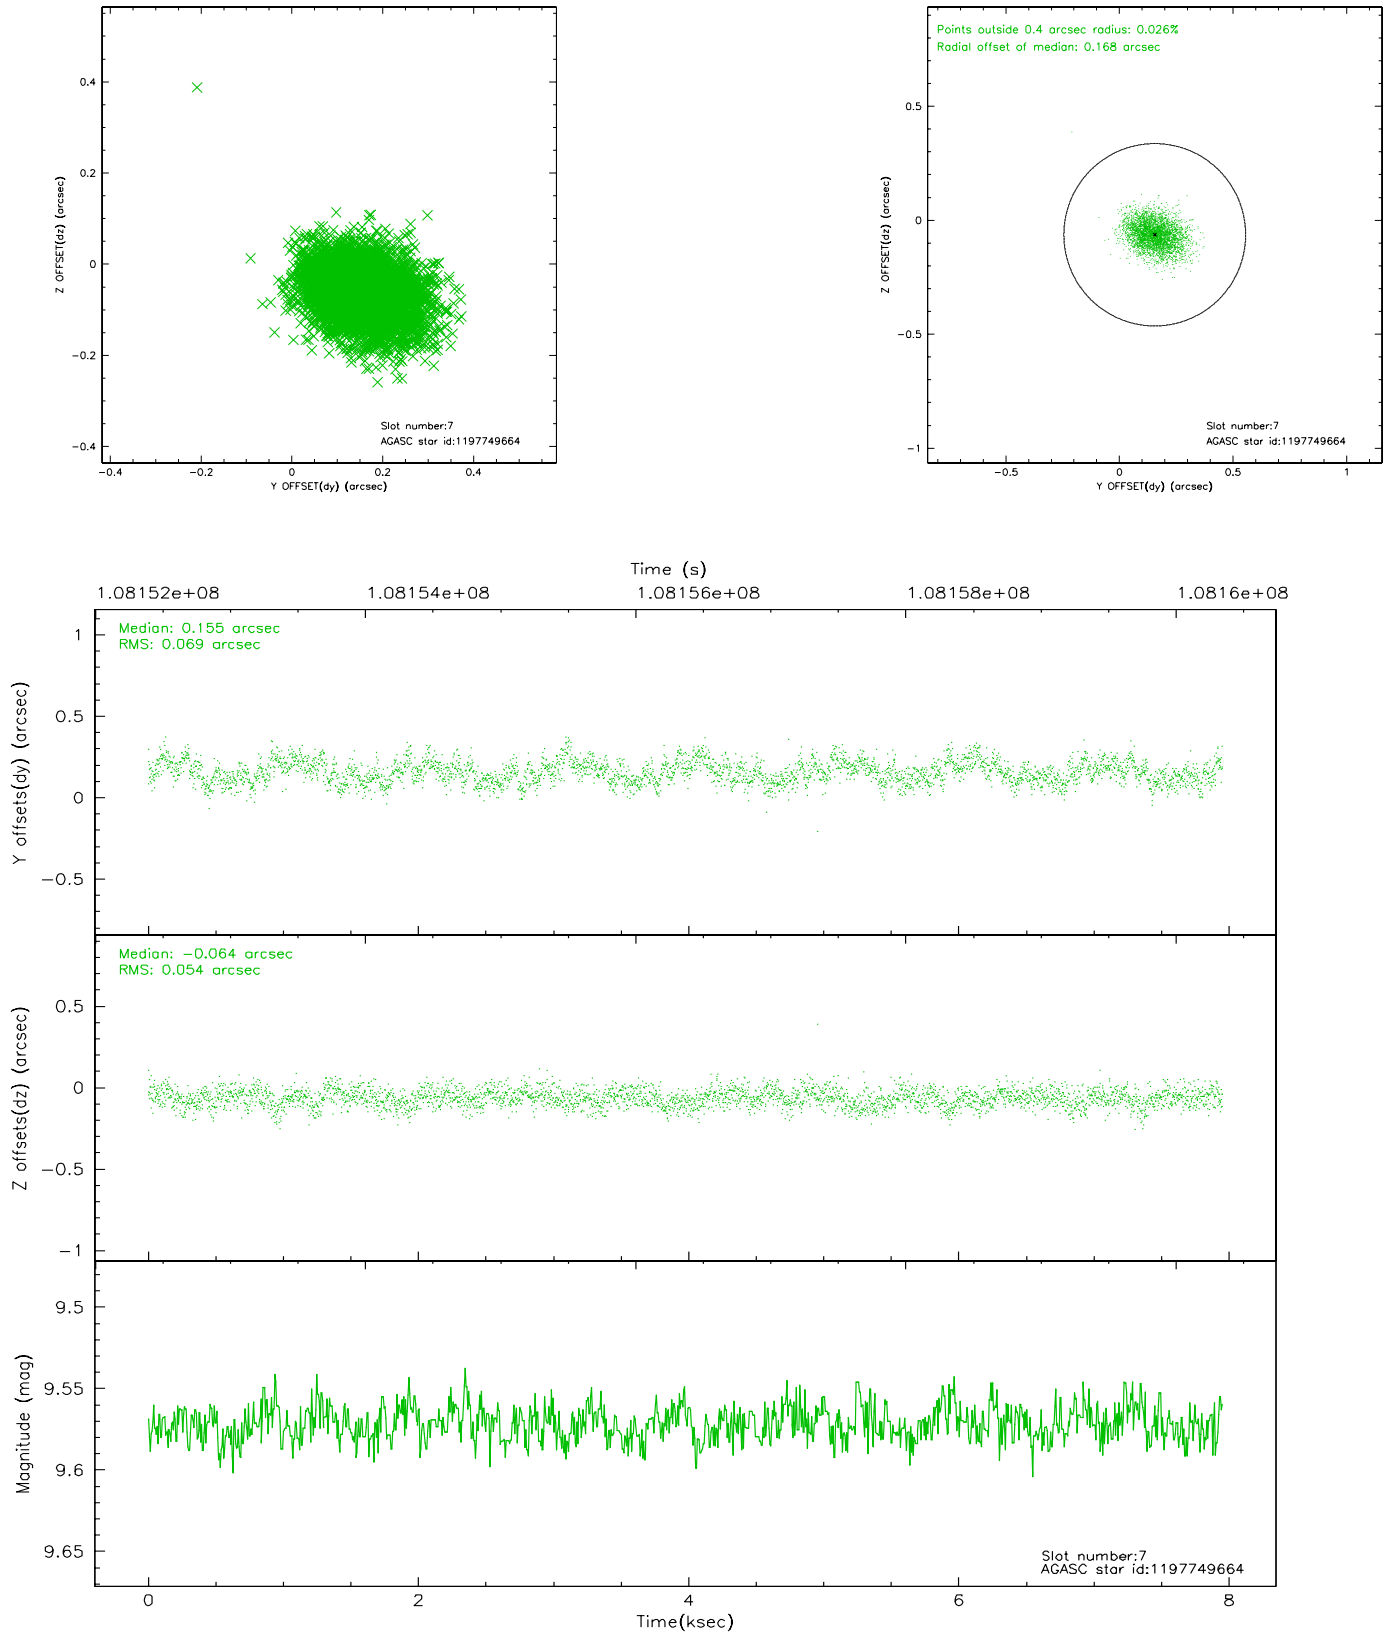 0.4
0.2
0
−0.2
−0.4
Z OFFSET(dz) (arcsec)
−0.4
−0.2
0
0.2
0.4
Y OFFSET(dy) (arcsec)
Slot number:7
AGASC star id:1197749664
Points outside 0.4 arcsec radius: 0.026%
Radial offset of median: 0.168 arcsec
0.5
0
−0.5
−1
Z OFFSET(dz) (arcsec)
−0.5
0
0.5
1
Y OFFSET(dy) (arcsec)
Slot number:7
AGASC star id:1197749664
Time (s)
1.08152e+08
1.08154e+08
1.08156e+08
1.08158e+08
1.0816e+08
Median: 0.155 arcsec
RMS: 0.069 arcsec
1
0.5
0
−0.5
Y offsets(dy) (arcsec)
Median: −0.064 arcsec
RMS: 0.054 arcsec
0.5
0
−0.5
−1
Z offsets(dz) (arcsec)
9.5
9.55
9.6
9.65
Magnitude (mag)
Slot number:7
AGASC star id:1197749664
0
2
4
6
8
Time(ksec)